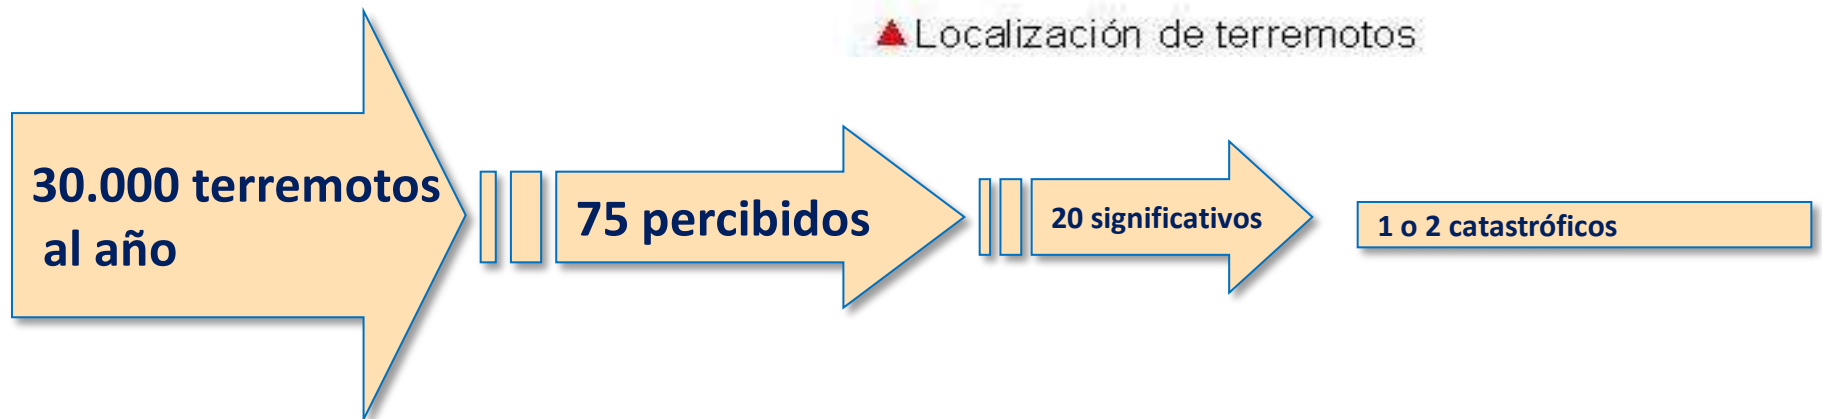 Localización de terremotos
30.000 terremotos
al año
75 percibidos
20 significativos
1 o 2 catastróficos